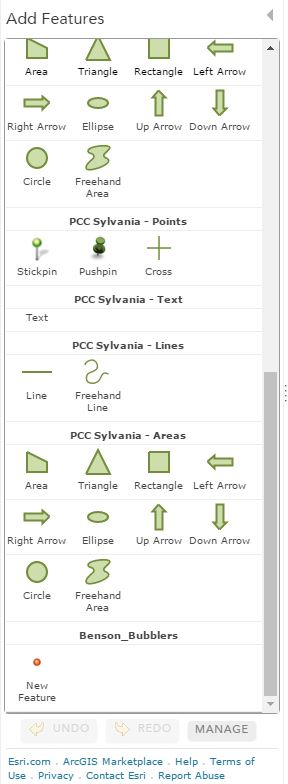 Add Features
Area Triangle Rectangle Left Arrow
Right Arrow Ellipse Up Arrow Down Arrow
Circle Freehand
Area
PCC Sylvania - Points
Stickpin Pushpin Cross
PCC Sylvania - Text
Text
PCC Sylvania - Lines
Line Freehand
Line
PCC Sylvania - Areas
Area Triangle Rectangle Left Arrow
Right Arrow Ellipse Up Arrow Down Arrow
Circle Freehand
Area
Benson_Bubblers
New
Feature
UNDO REDO MANAGE
Esri.com . ArcGIS Marketplace . Help . Terms of
Use . Privacy . Contact Esri . Report Abuse